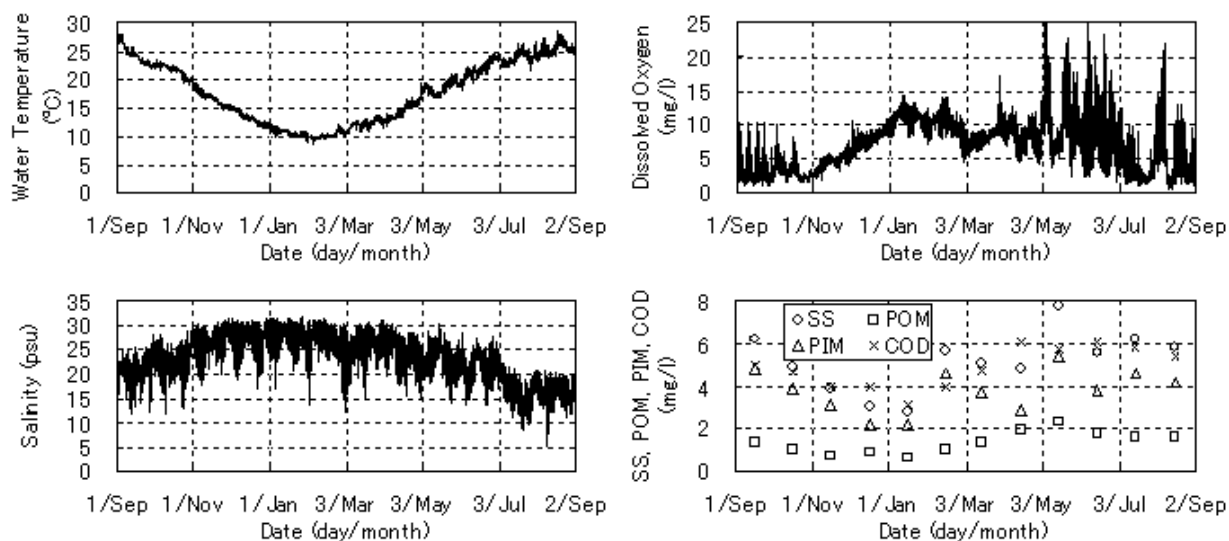 Water Temperature
(°C)
30
25
20
15
10
5
0
1/Sep 1/Nov 1/Jan 3/Mar 3/May 3/Jul 2/Sep
Date (day/month)
Dissolved Oxygen
(mg/l)
25
20
15
10
5
0
1/Sep 1/Nov 1/Jan 3/Mar 3/May 3/Jul 2/Sep
Date (day/month)
Salinity (psu)
35
30
25
20
15
10
5
0
1/Sep 1/Nov 1/Jan 3/Mar 3/May 3/Jul 2/Sep
Date (day/month)
SS, POM, PIM, COD
(mg/l)
8
6
4
2
0
SS POM
PIM COD
1/Sep 1/Nov 1/Jan 3/Mar 3/May 3/Jul 2/Sep
Date (day/month)